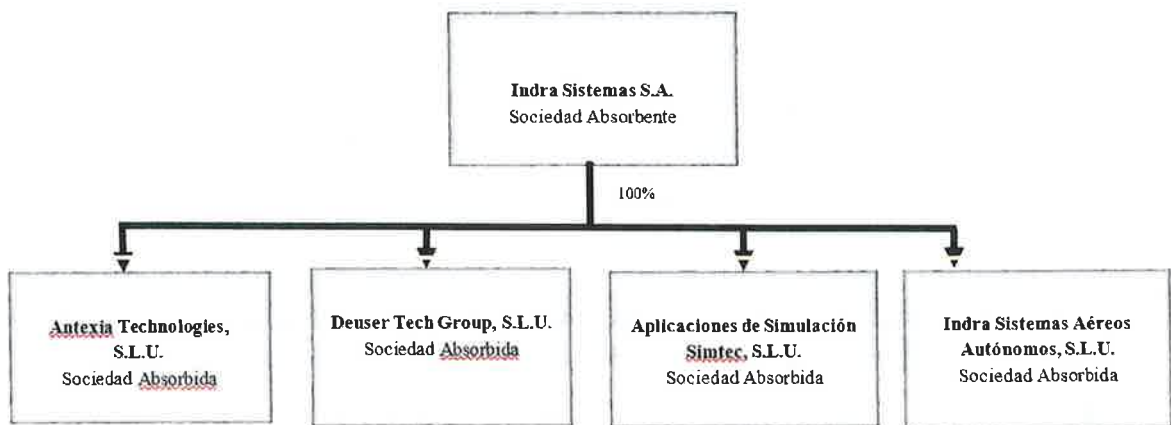 Indra Sistemas S.A.
Sociedad Absorbente
100%
Antexia Technologies,
S.L.U.
Sociedad Absorbida
Deuser Tech Group, S.L.U.
Sociedad Absorbida
Aplicaciones de Simulación
Simtec, S.L.U.
Sociedad Absorbida
Indra Sistemas Aéreos
Autónomos, S.L.U.
Sociedad Absorbida